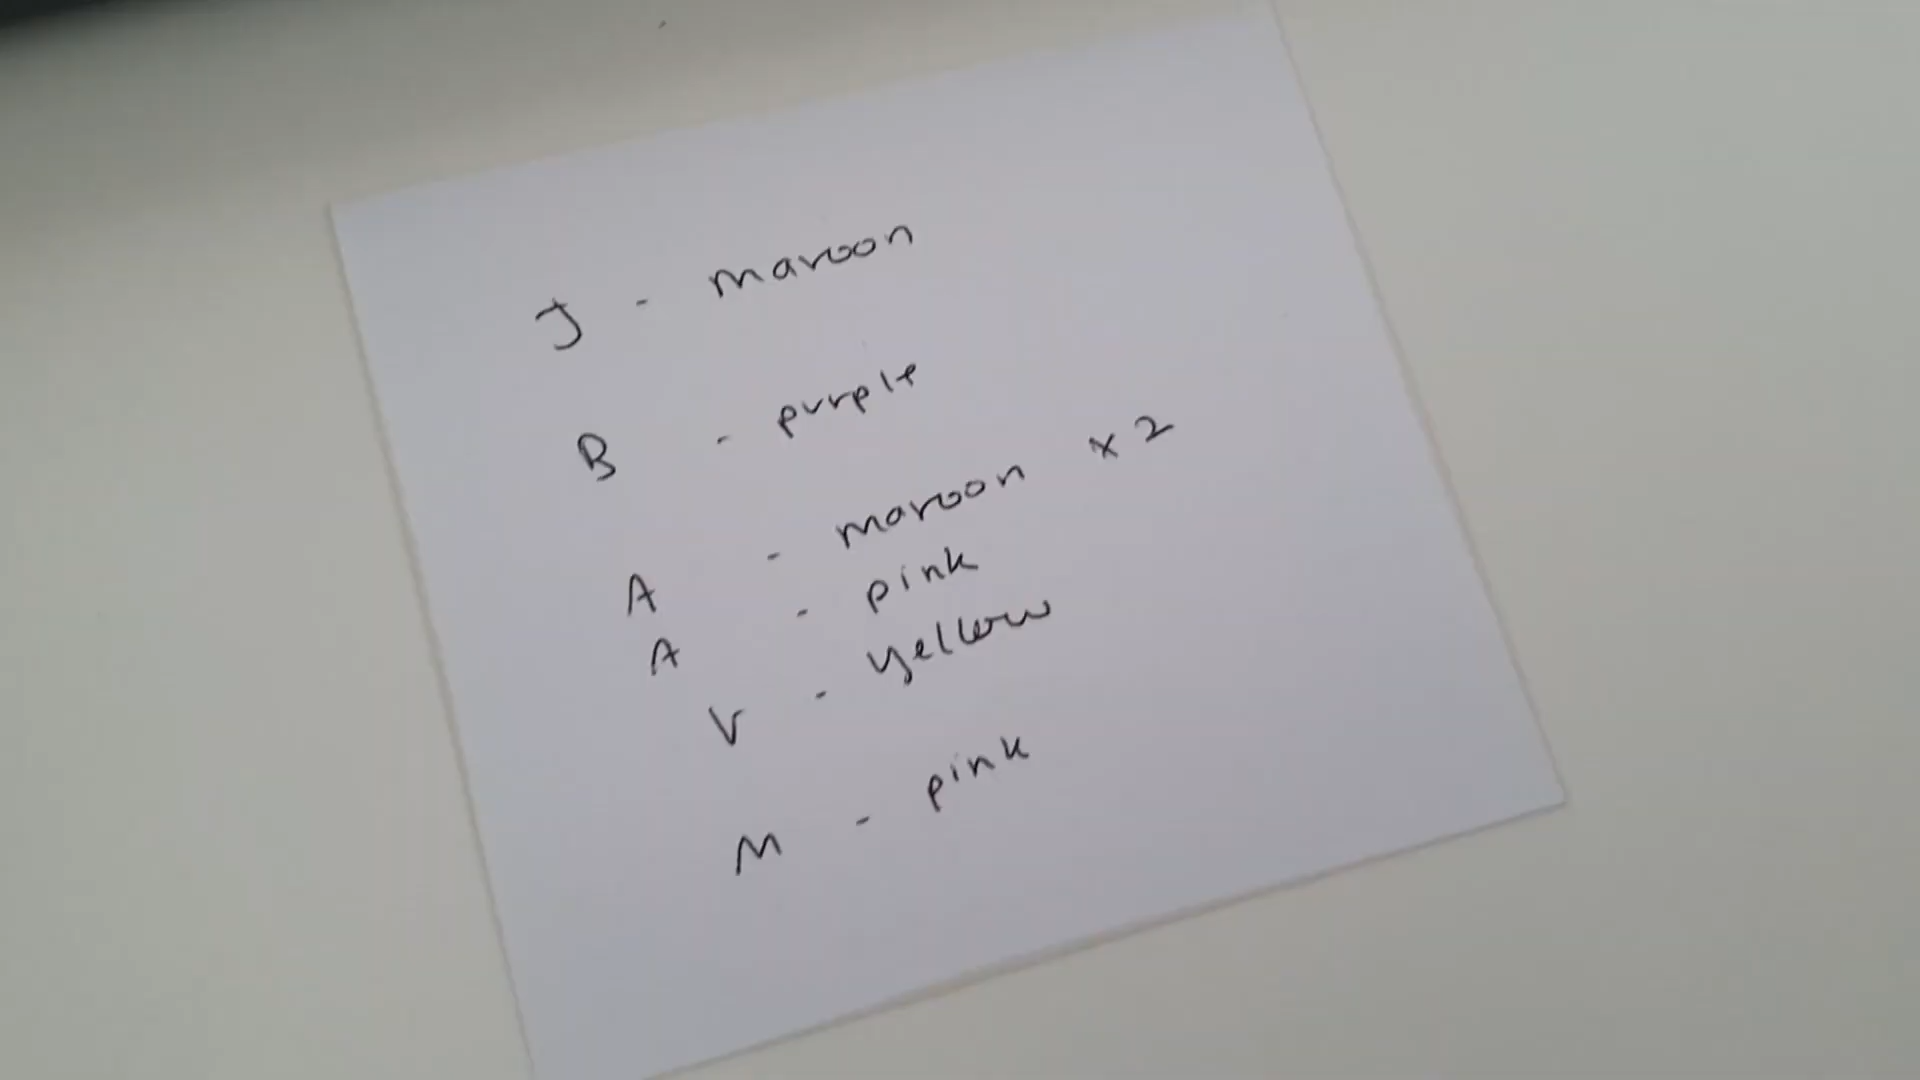 J - maroon
B - purple
A - maroon x 2
A - pink
V - yellow
M - pink